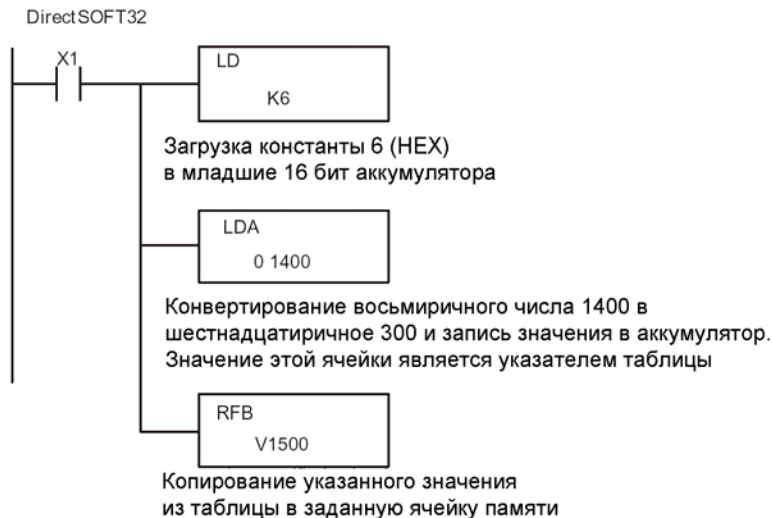 DirectSOFT32
X1
LD
K6
Загрузка константы 6 (HEX)
в младшие 16 бит аккумулятора
LDA
0 1400
Конвертирование восьмиричного числа 1400 в
шестнадцатиричное 300 и запись значения в аккумулятор.
Значение этой ячейки является указателем таблицы
RFB
V1500
Копирование указанного значения
из таблицы в заданную ячейку памяти